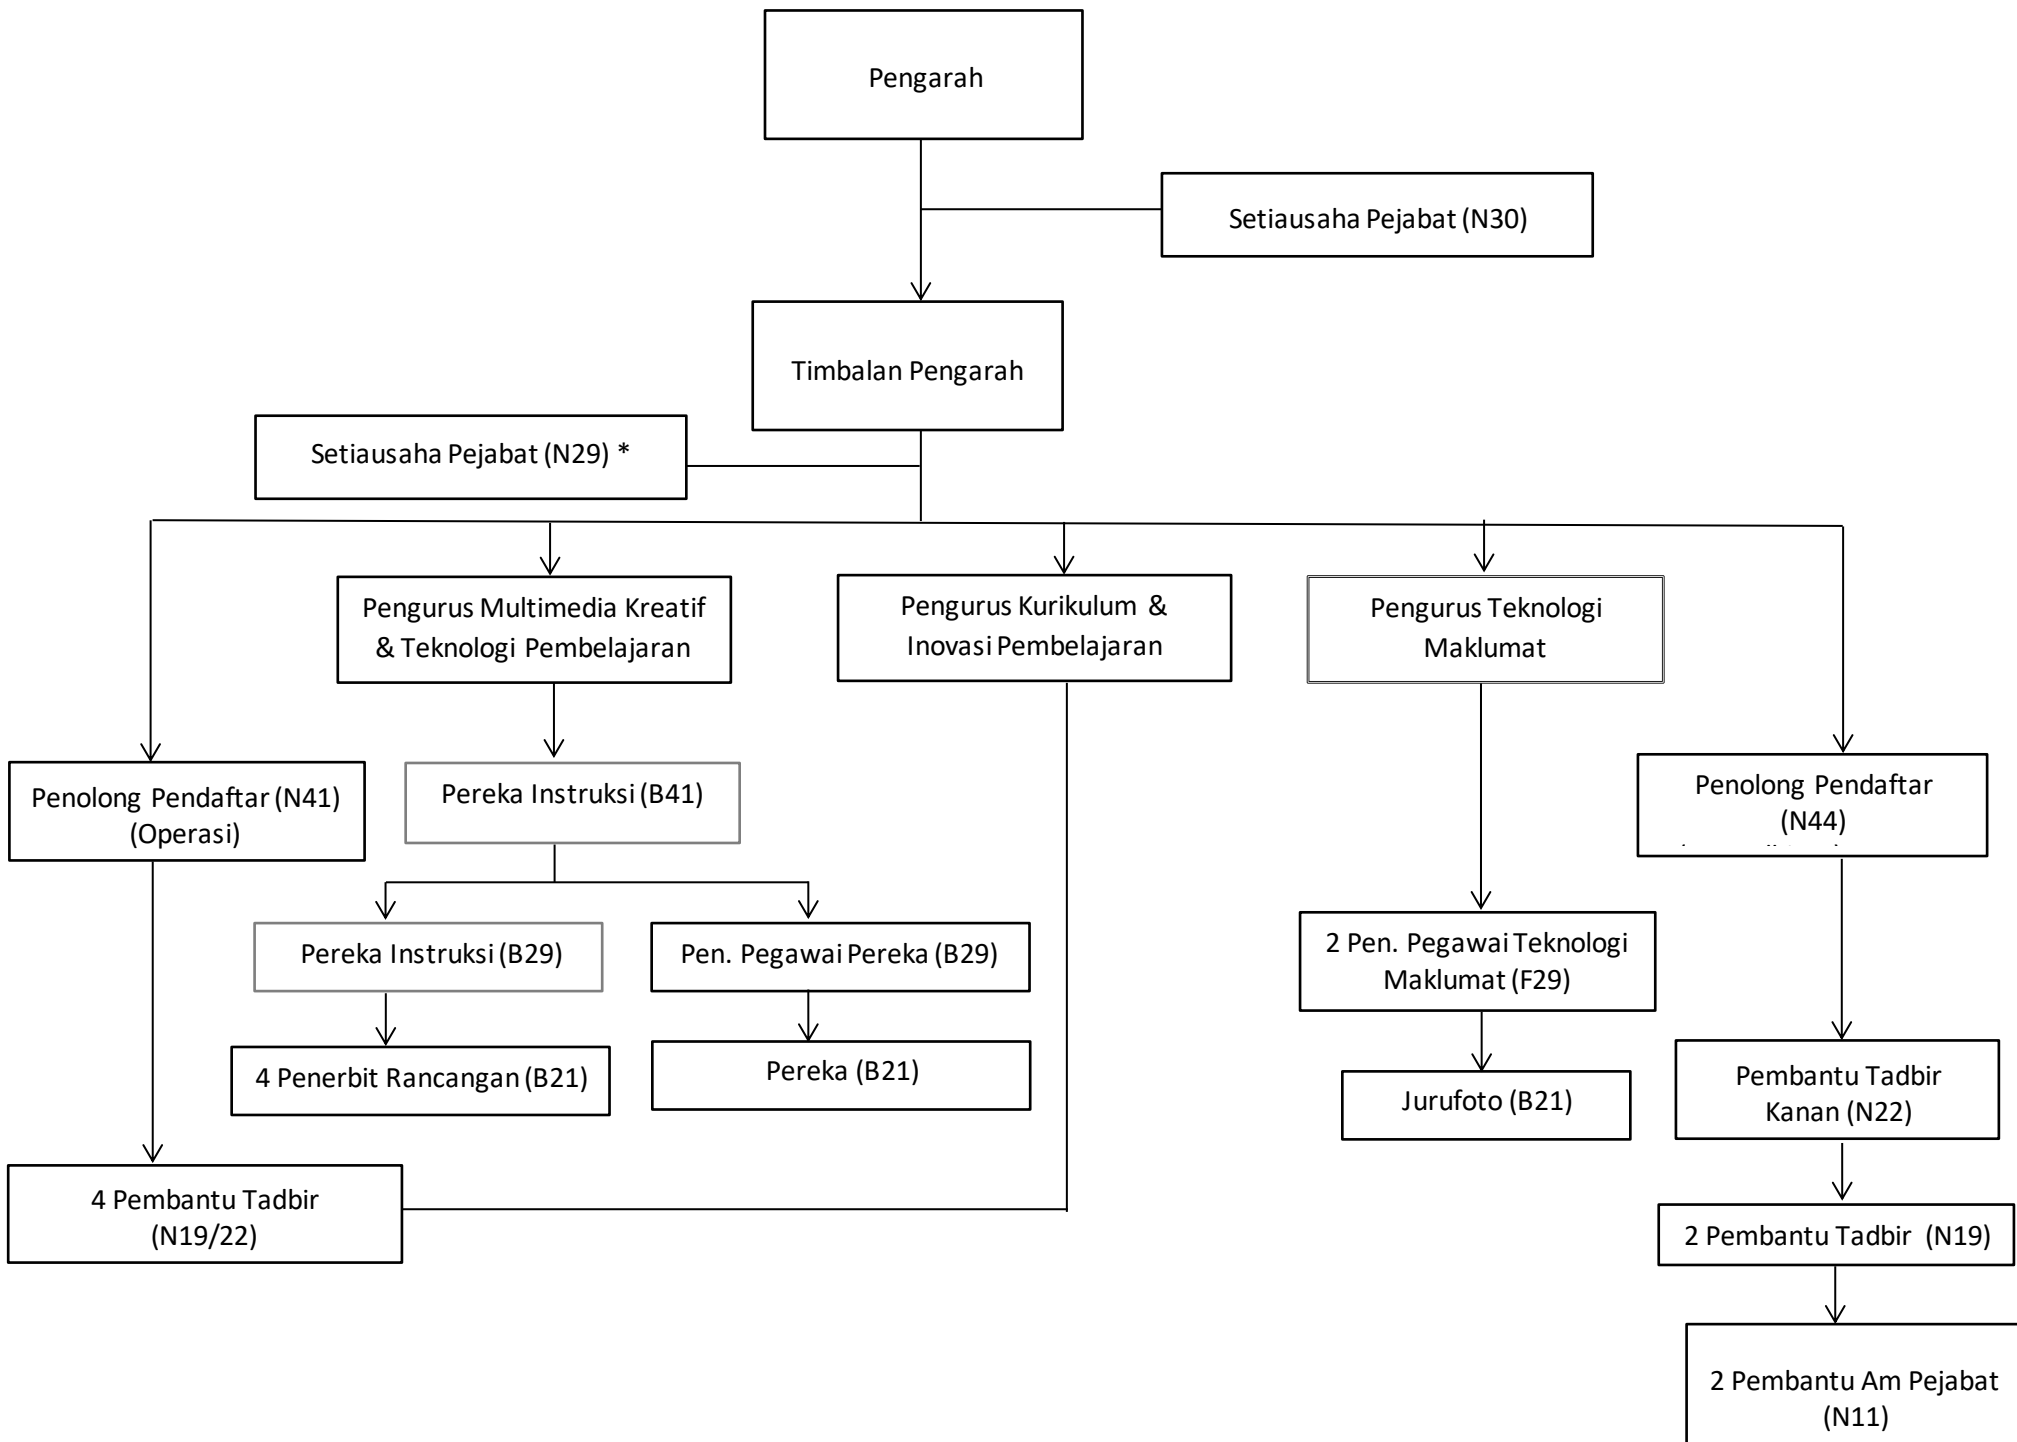 Pengarah
Setiausaha Pejabat (N30)
Timbalan Pengarah
Setiausaha Pejabat (N29) *
Pengurus Multimedia Kreatif
& Teknologi Pembelajaran
Pengurus Kurikulum &
Inovasi Pembelajaran
Pengurus Teknologi
Maklumat
Penolong Pendaftar (N41)
(Operasi)
Pereka Instruksi (B41)
Penolong Pendaftar
(N44)
Pereka Instruksi (B29)
Pen. Pegawai Pereka (B29)
2 Pen. Pegawai Teknologi
Maklumat (F29)
4 Penerbit Rancangan (B21)
Pereka (B21)
Jurufoto (B21)
Pembantu Tadbir
Kanan (N22)
4 Pembantu Tadbir
(N19/22)
2 Pembantu Tadbir (N19)
2 Pembantu Am Pejabat
(N11)